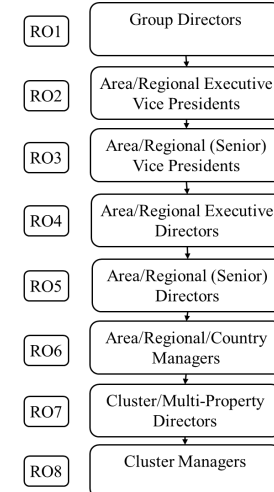 RO1
Group Directors
RO2
Area/Regional Executive
Vice Presidents
RO3
Area/Regional (Senior)
Vice Presidents
RO4
Area/Regional Executive
Directors
RO5
Area/Regional (Senior)
Directors
RO6
Area/Regional/Country
Managers
RO7
Cluster/Multi-Property
Directors
RO8
Cluster Managers